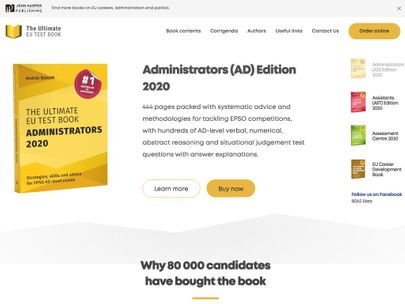 JOHN HARPER
PUBLISHING
Find more books on EU careers, administration and politics.
The Ultimate
EU TEST BOOK
Book contents
Corrigenda
Authors
Useful links
Contact Us
Order online
András Baneth
#1
THE ULTIMATE
EU TEST BOOK
ADMINISTRATORS
2020
Strategies, skills and advice
for EPSO AD-level exams
Administrators (AD) Edition
2020
444 pages packed with systematic advice and
methodologies for tackling EPSO competitions,
with hundreds of AD-level verbal, numerical,
abstract reasoning and situational judgement test
questions with answer explanations.
Learn more
Buy now
Administrators
(AD) Edition
2020
Assistants
(AST) Edition
2020
Assessment
Centre 2020
EU Career
Development
Book
Follow us on Facebook
8065 likes
Why 80 000 candidates
have bought the book